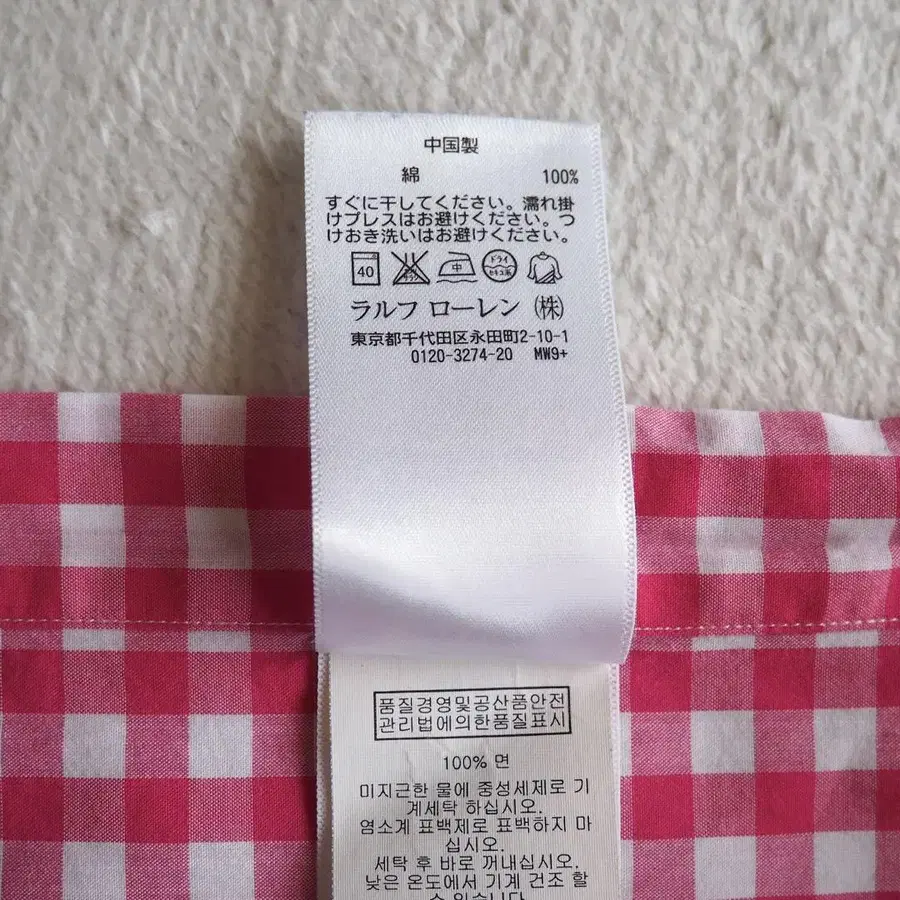 中国製
綿 100%
すぐに干してください。濡れ掛
けプレスはお避けください。つ
けおき洗いはお避けください。
40 中 ドライ
ラルフ ローレン (株)
東京都千代田区永田町2-10-1
0120-3274-20 MW9+
품질경영및공산품안전
관리법에의한품질표시
100% 면
미지근한 물에 중성세제로 기
계세탁 하십시오.
염소계 표백제로 표백하지 마
십시오.
세탁 후 바로 꺼내십시오.
낮은 온도에서 기계 건조 할
수 있습니다